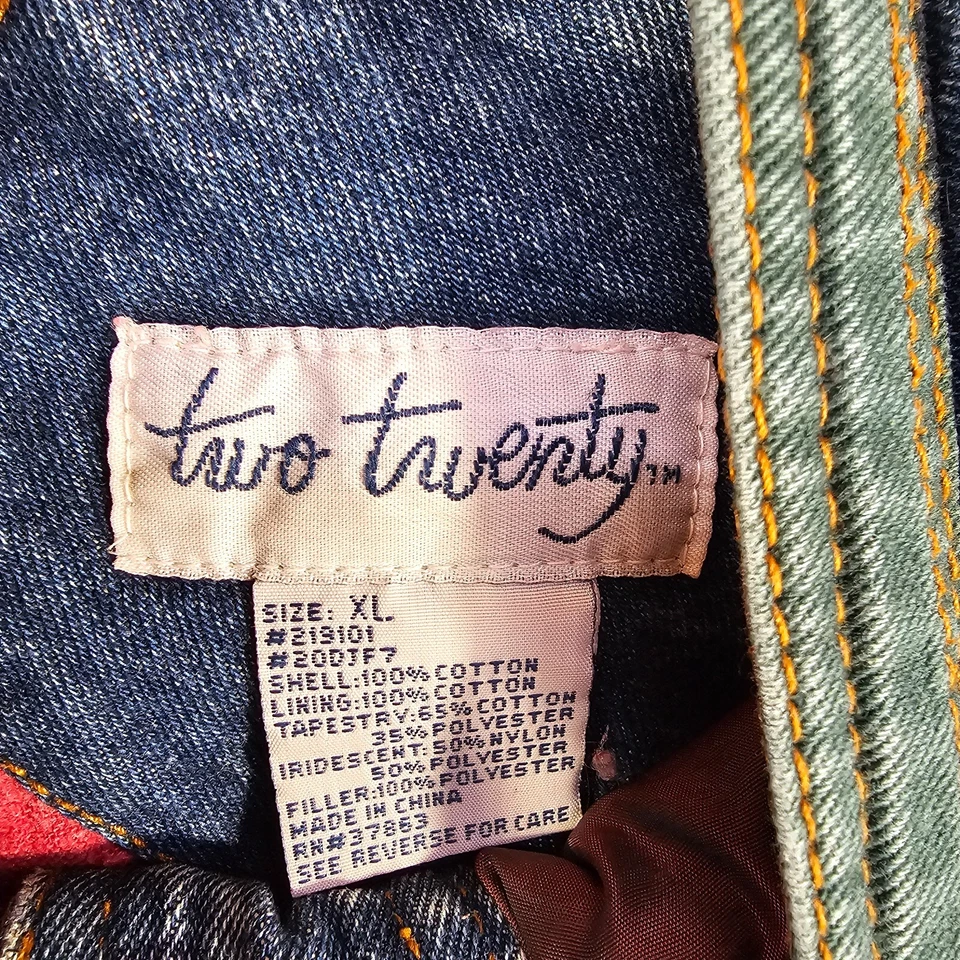 two twenty™
SIZE: XL
#213101
#20DJF7
SHELL:100% COTTON
LINING:100% COTTON
TAPESTRY:65% COTTON
35% POLYESTER
IRIDESCENT:50% NYLON
50% POLYESTER
FILLER:100% POLYESTER
MADE IN CHINA
RN#37863
SEE REVERSE FOR CARE